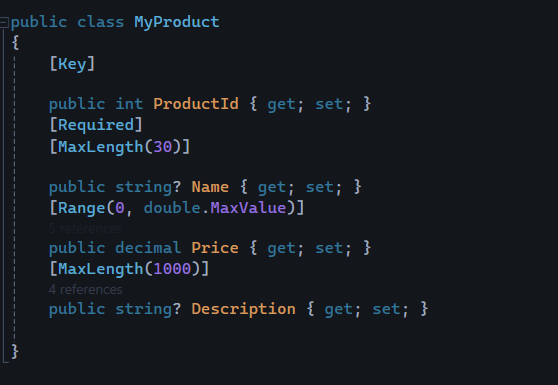 public class MyProduct
{
[Key]
public int ProductId { get; set; }
[Required]
[MaxLength(30)]
public string? Name { get; set; }
[Range(0, double.MaxValue)]
5 references
public decimal Price { get; set; }
[MaxLength(1000)]
4 references
public string? Description { get; set; }
}